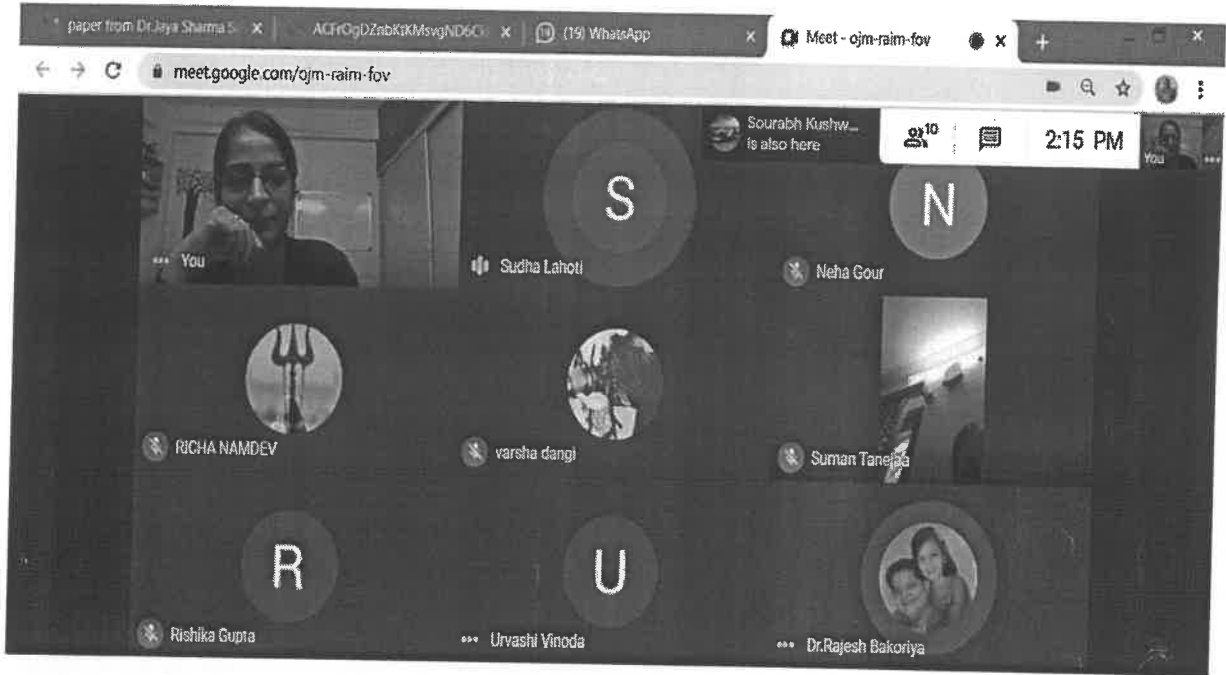 paper from Dr.Jaya Sharma S
(19) WhatsApp
Meet - ojm-raim-fov
meet.google.com/ojm-raim-fov
Sourabh Kushw...
is also here
10
2:15 PM
You
You
S
Sudha Lahoti
N
Neha Gour
RICHA NAMDEV
varsha dangi
Suman Tanejaa
R
Rishika Gupta
U
Urvashi Vinoda
Dr.Rajesh Bakoriya